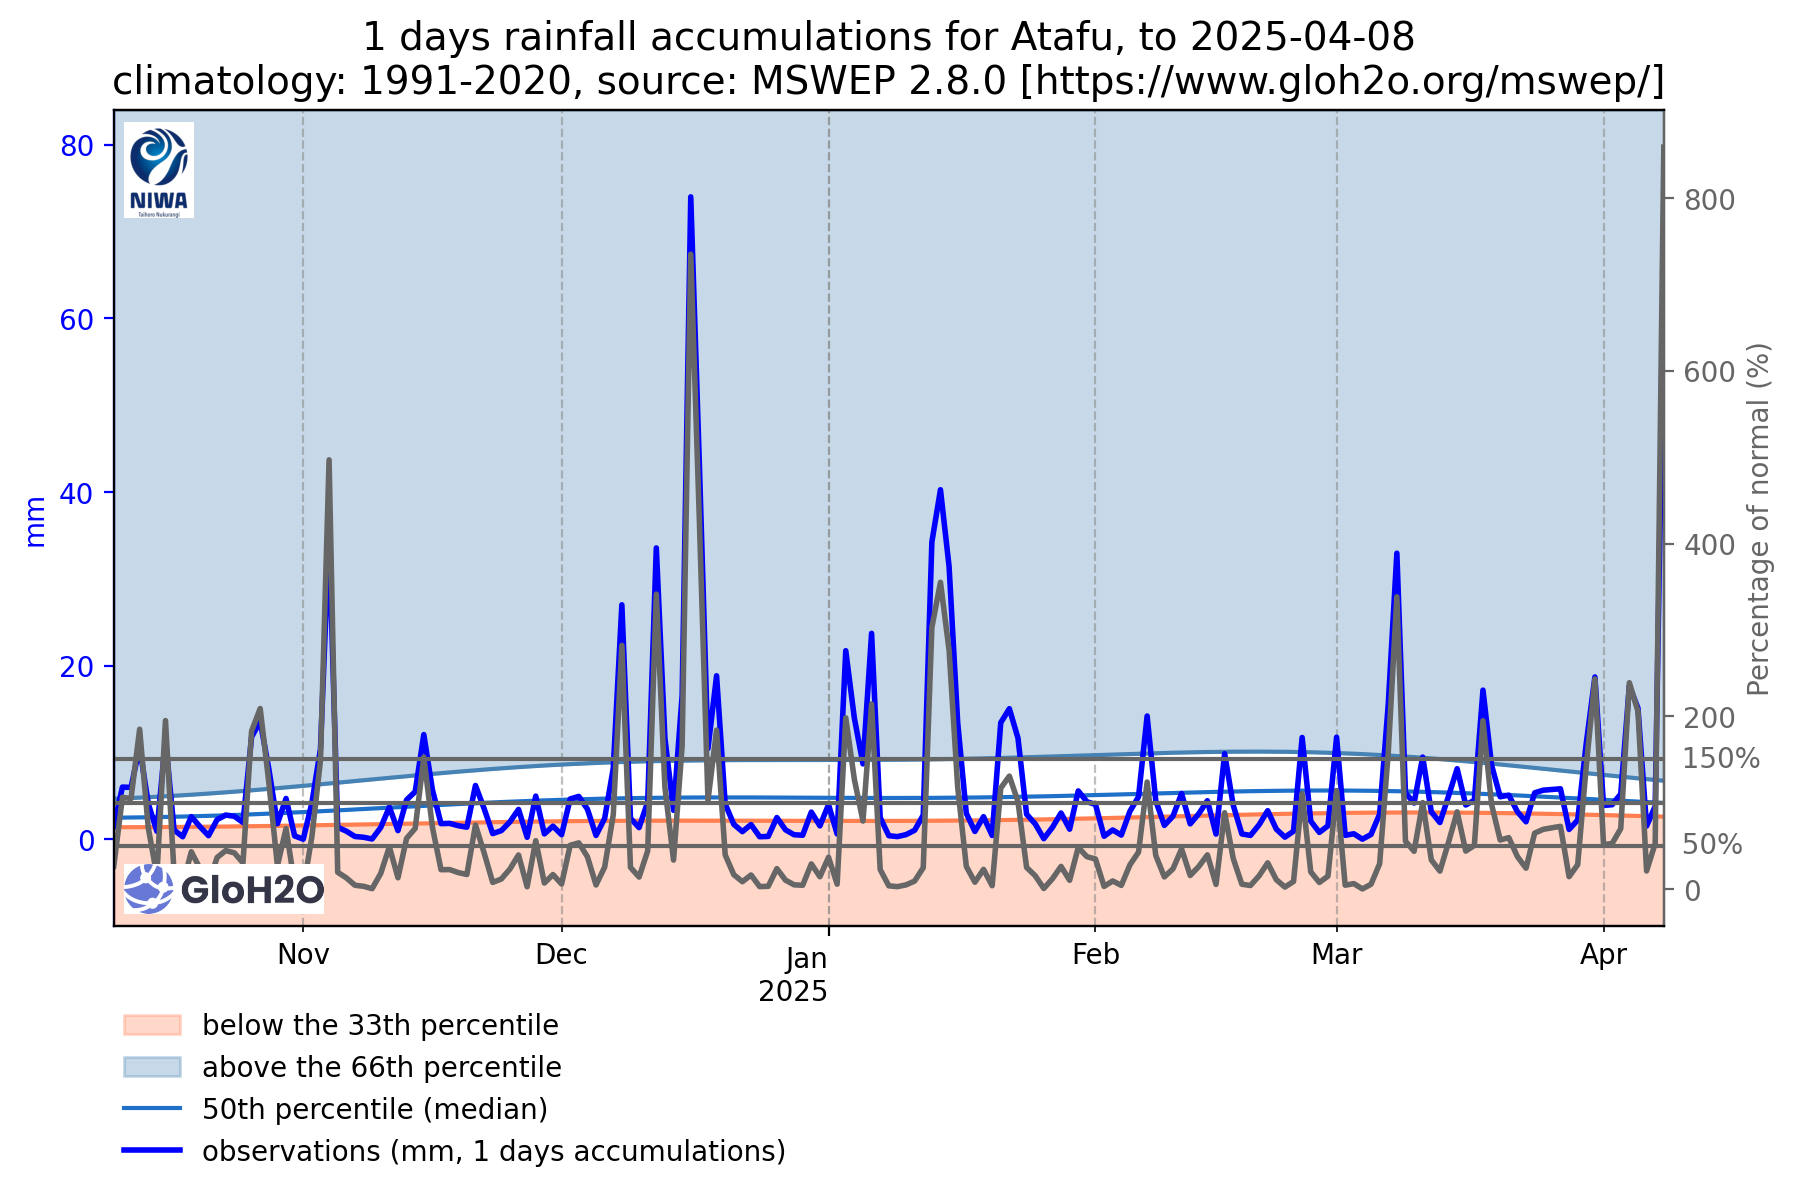 1 days rainfall accumulations for Atafu, to 2025-04-08
climatology: 1991-2020, source: MSWEP 2.8.0 [https://www.gloh2o.org/mswep/]
NIWA
Taihoro Nukurangi
80
60
40
20
0
mm
800
600
400
200
150%
50%
0
Percentage of normal (%)
GloH2O
Nov
Dec
Jan
2025
Feb
Mar
Apr
below the 33th percentile
above the 66th percentile
50th percentile (median)
observations (mm, 1 days accumulations)